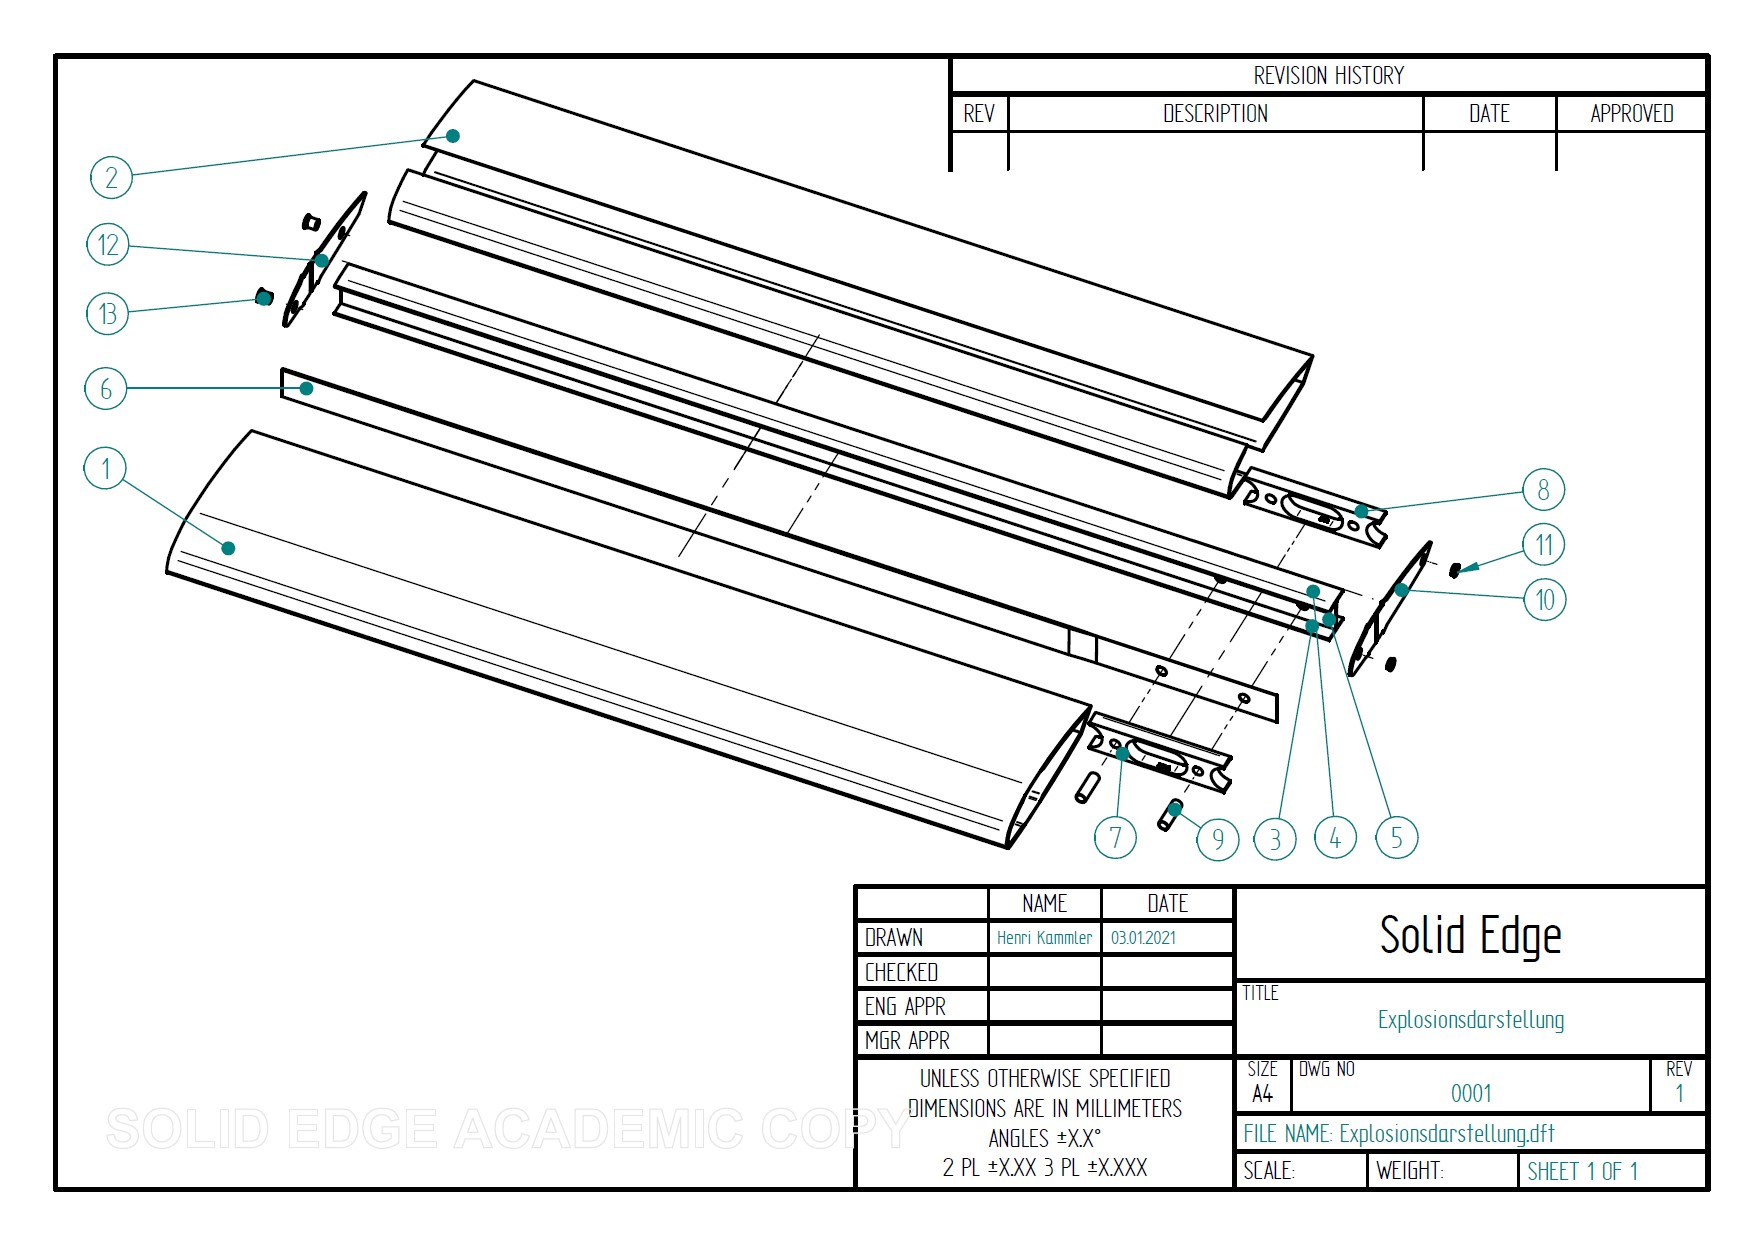 REVISION HISTORY
REV DESCRIPTION DATE APPROVED
2
12
13
6
1
8
11
10
7
9
3
4
5
NAME DATE
DRAWN Henri Kammler 03.01.2021
CHECKED
ENG APPR
MGR APPR
UNLESS OTHERWISE SPECIFIED
DIMENSIONS ARE IN MILLIMETERS
ANGLES ±X.X°
2 PL ±X.XX 3 PL ±X.XXX
Solid Edge
TITLE
Explosionsdarstellung
SIZE DWG NO REV
A4 0001 1
FILE NAME: Explosionsdarstellung.dft
SCALE: WEIGHT: SHEET 1 OF 1
SOLID EDGE ACADEMIC COPY